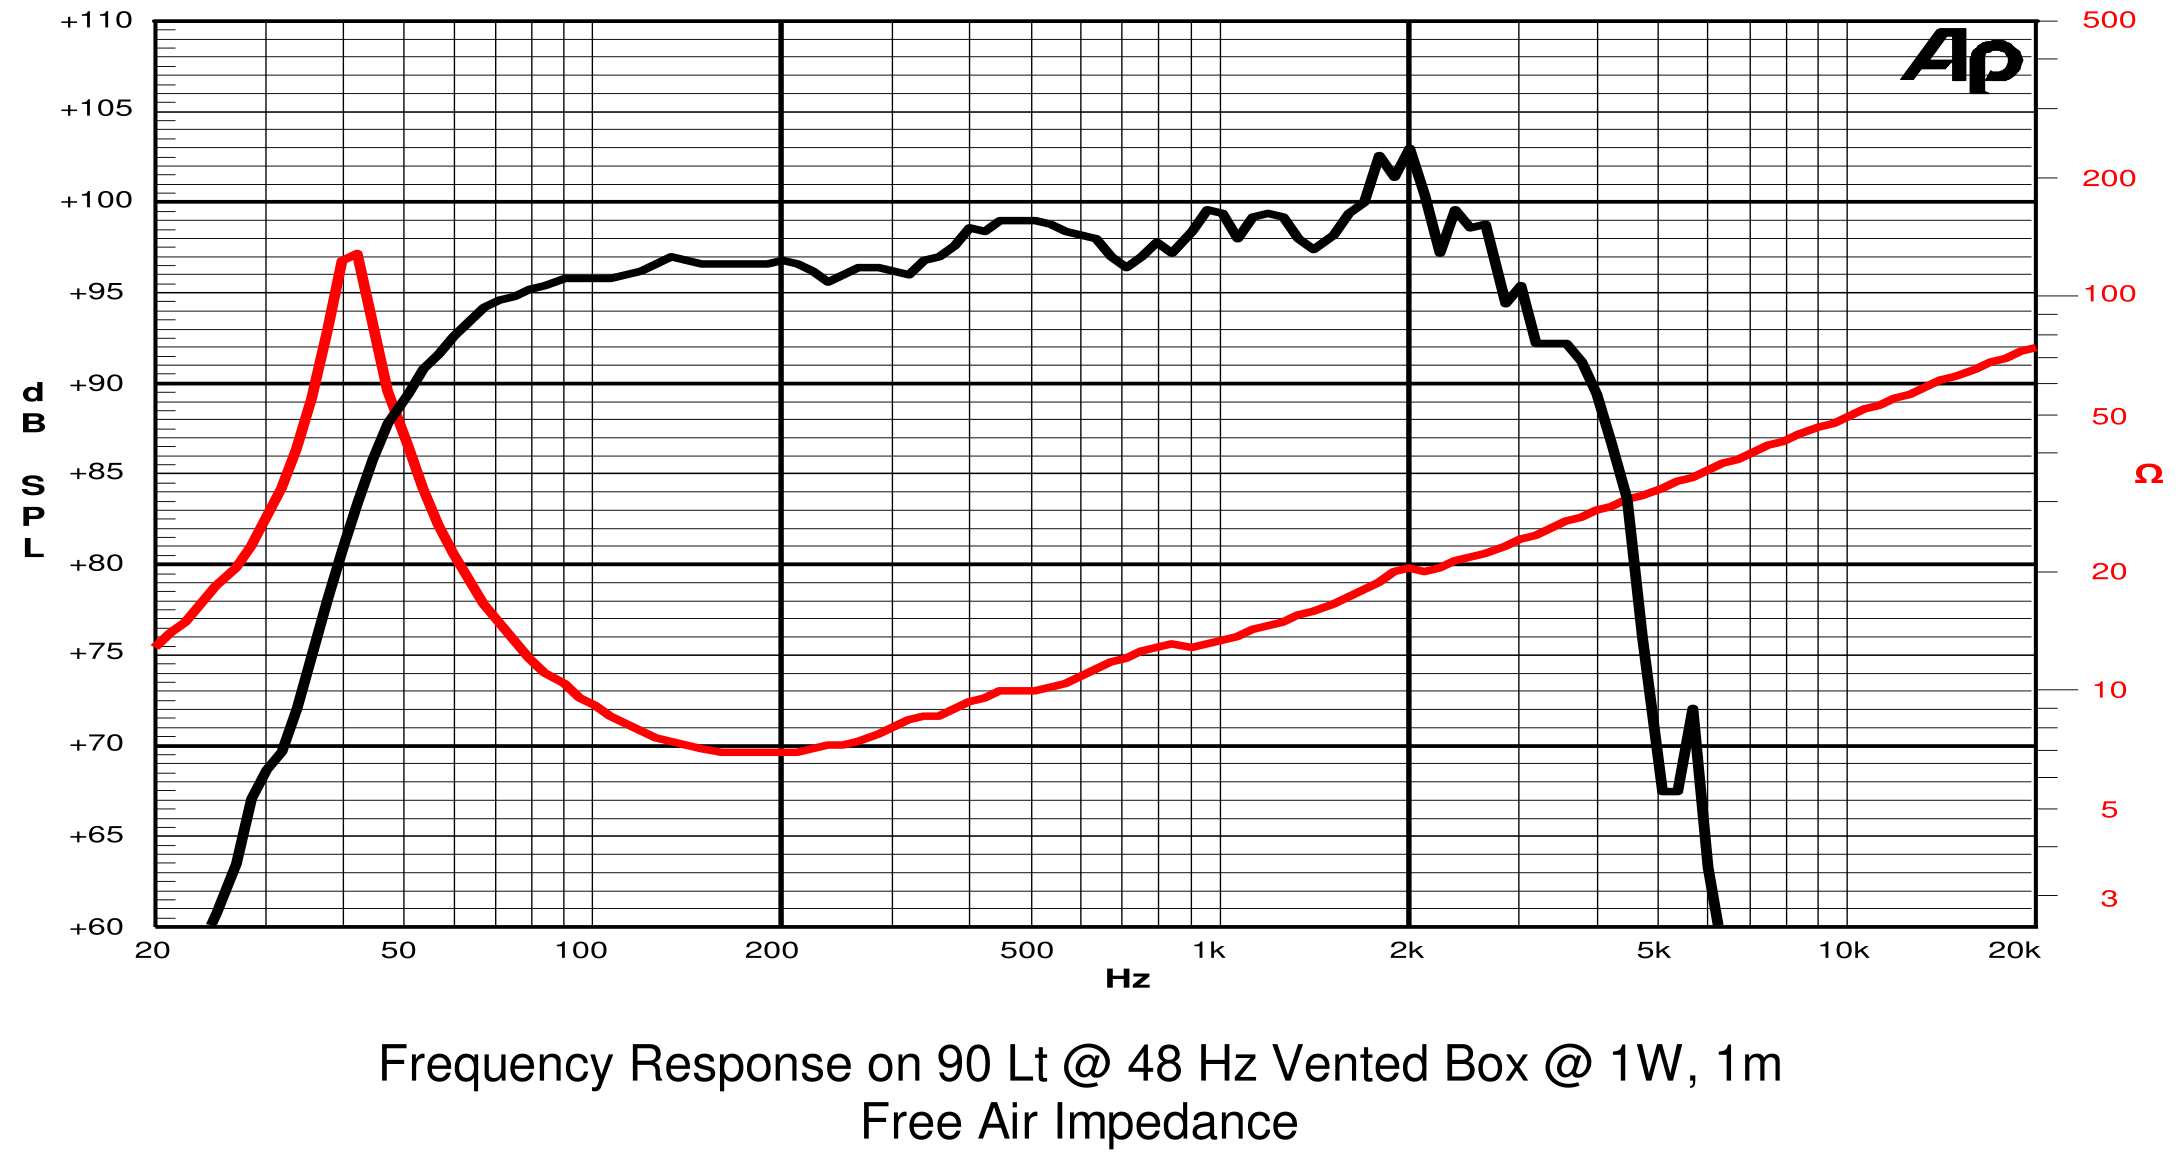 +110
+105
+100
+95
+90
+85
+80
+75
+70
+65
+60
dB SPL
Ap
500
200
100
50
20
10
5
3
Ω
20 50 100 200 500 1k 2k 5k 10k 20k
Hz
Frequency Response on 90 Lt @ 48 Hz Vented Box @ 1W, 1m
Free Air Impedance